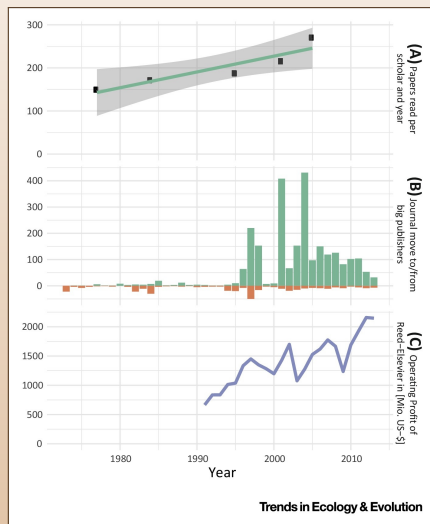 300
200
100
0
(A) Papers read per
scholar and year
400
300
200
100
0
(B) Journal move to/from
big publishers
2000
1500
1000
500
0
(C) Operating Profit of
Reed–Elsevier in [Mio. US–$]
1980
1990
2000
2010
Year
Trends in Ecology & Evolution